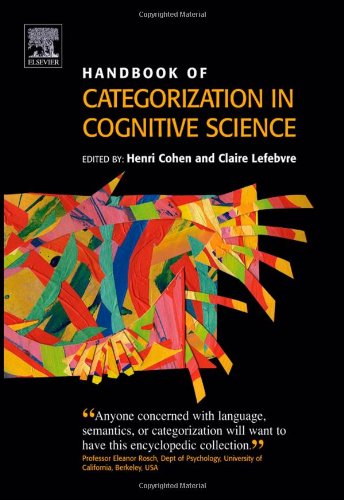 ELSEVIER
HANDBOOK OF
CATEGORIZATION IN
COGNITIVE SCIENCE
EDITED BY: Henri Cohen and Claire Lefebvre
“Anyone concerned with language,
semantics, or categorization will want to
have this encyclopedic collection.”
Professor Eleanor Rosch, Dept of Psychology, University of
California, Berkeley, USA